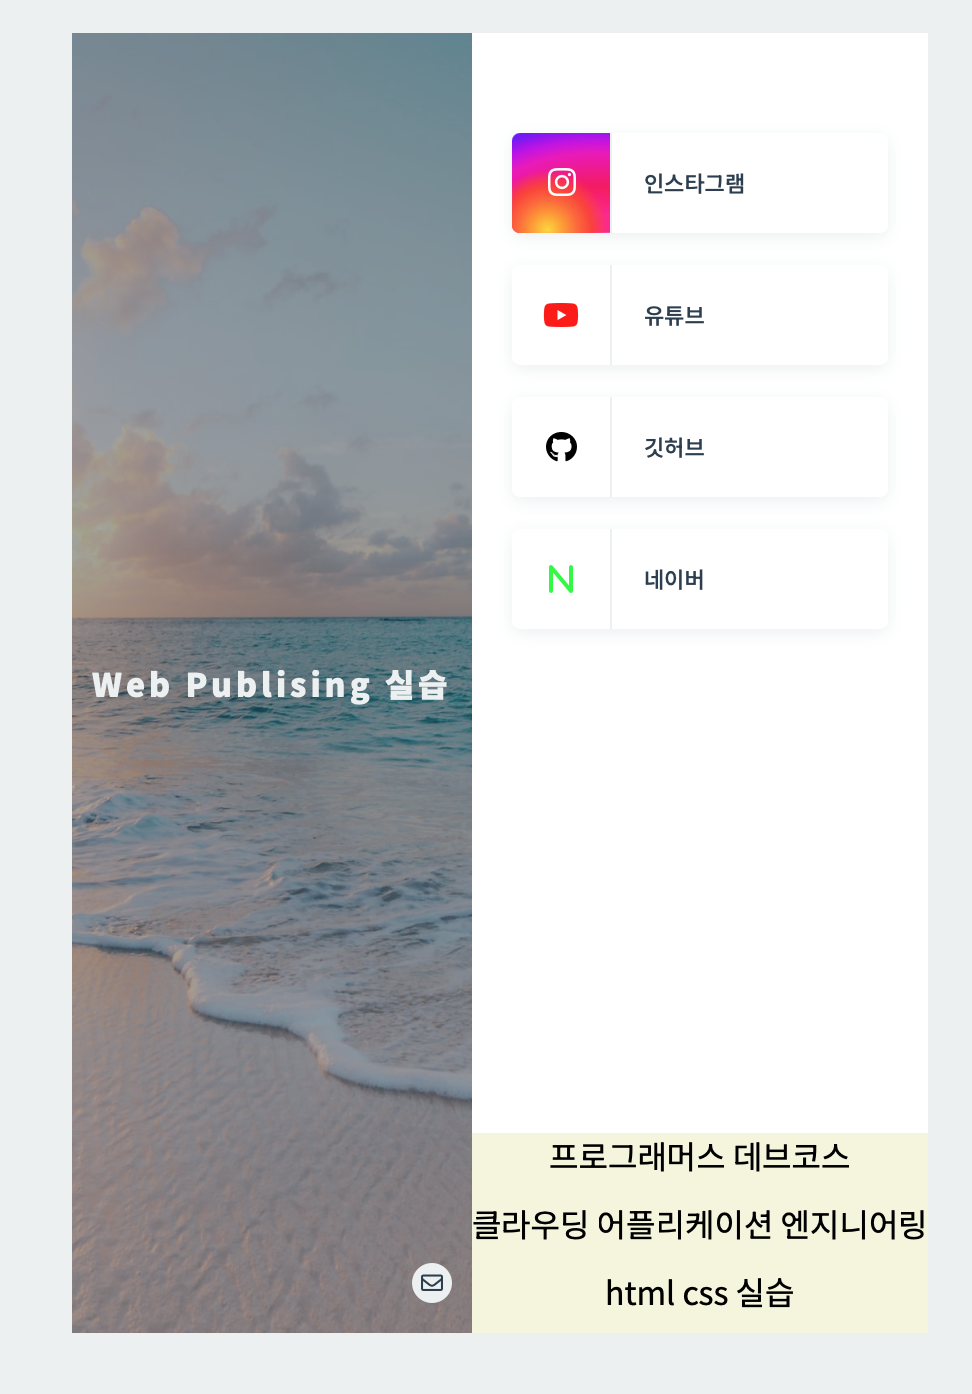 Web Publising 실습
인스타그램
유튜브
깃허브
네이버
프로그래머스 데브코스
클라우딩 어플리케이션 엔지니어링
html css 실습